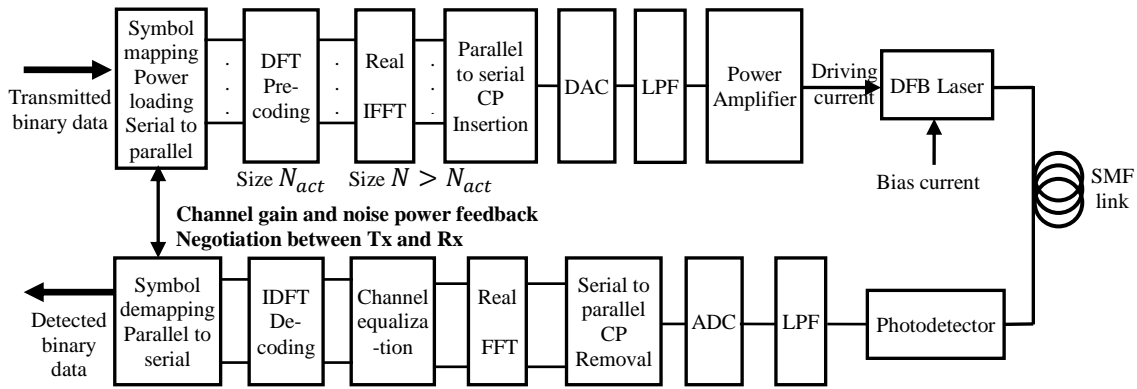 Transmitted
binary data
Symbol
mapping
Power
loading
Serial to
parallel
DFT
Pre-
coding
Size N_act
Real
IFFT
Size N > N_act
Parallel
to serial
CP
Insertion
DAC
LPF
Power
Amplifier
Driving
current
DFB Laser
Bias current
SMF
link
Channel gain and noise power feedback
Negotiation between Tx and Rx
Detected
binary
data
Symbol
demapping
Parallel to
serial
IDFT
De-
coding
Channel
equaliza
-tion
Real
FFT
Serial to
parallel
CP
Removal
ADC
LPF
Photodetector